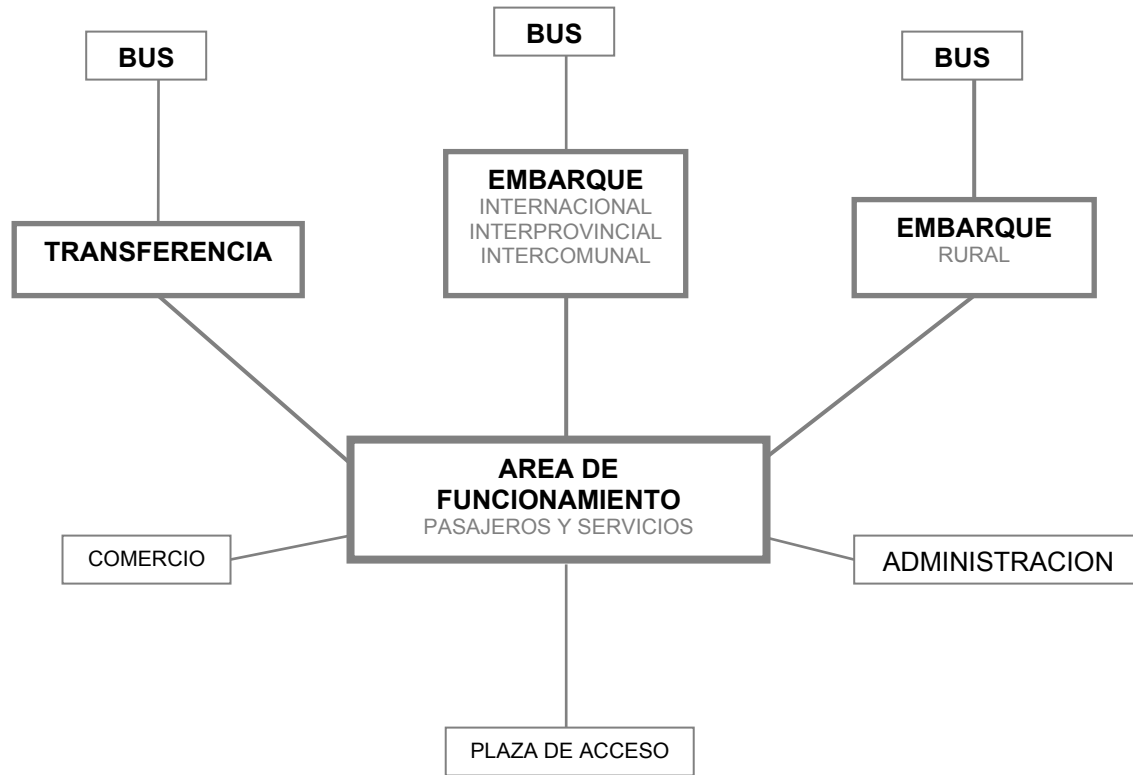 BUS
BUS
BUS
EMBARQUE
INTERNACIONAL
INTERPROVINCIAL
INTERCOMUNAL
TRANSFERENCIA
EMBARQUE
RURAL
AREA DE
FUNCIONAMIENTO
PASAJEROS Y SERVICIOS
COMERCIO
ADMINISTRACION
PLAZA DE ACCESO